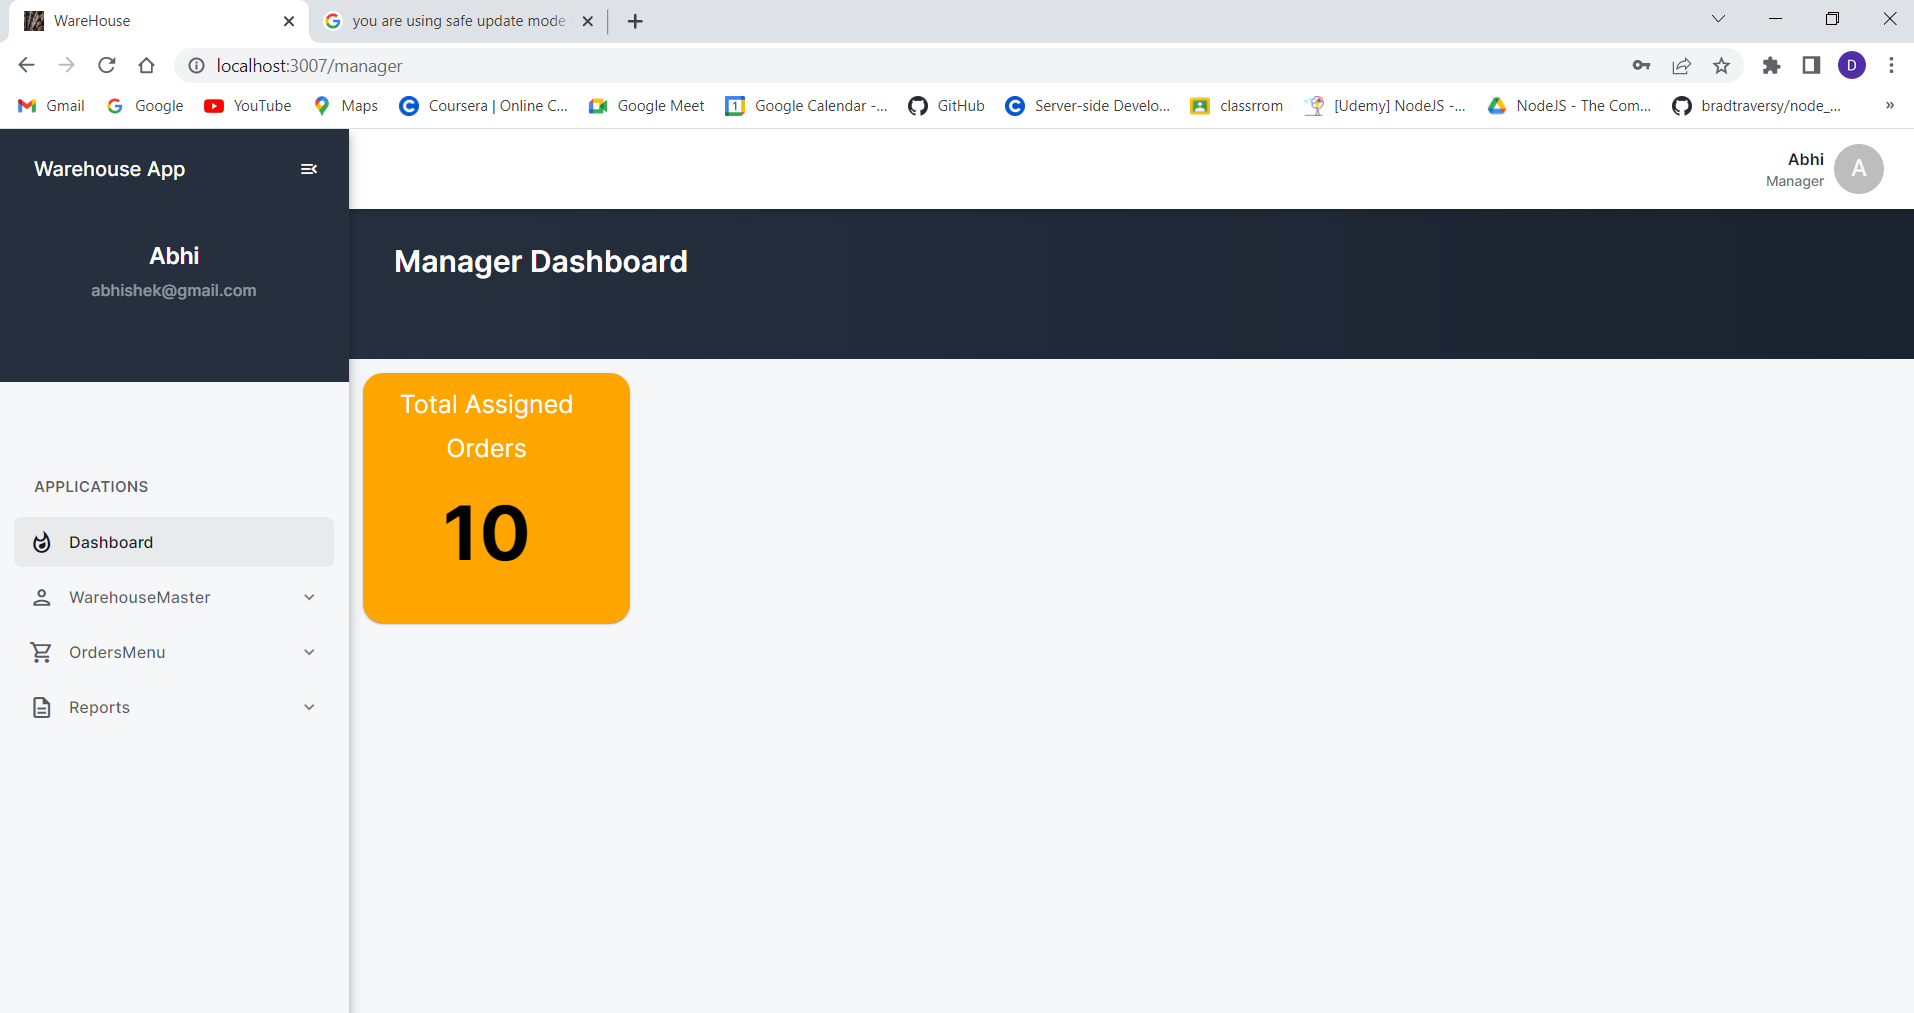 WareHouse
you are using safe update mode
localhost:3007/manager
D
Gmail
Google
YouTube
Maps
Coursera | Online C...
Google Meet
1
Google Calendar -...
GitHub
Server-side Develo...
classrrom
[Udemy] NodeJS -...
NodeJS - The Com...
bradtraversy/node_...
»
Warehouse App
Abhi
abhishek@gmail.com
APPLICATIONS
Dashboard
WarehouseMaster
OrdersMenu
Reports
Abhi
Manager
A
Manager Dashboard
Total Assigned
Orders
10